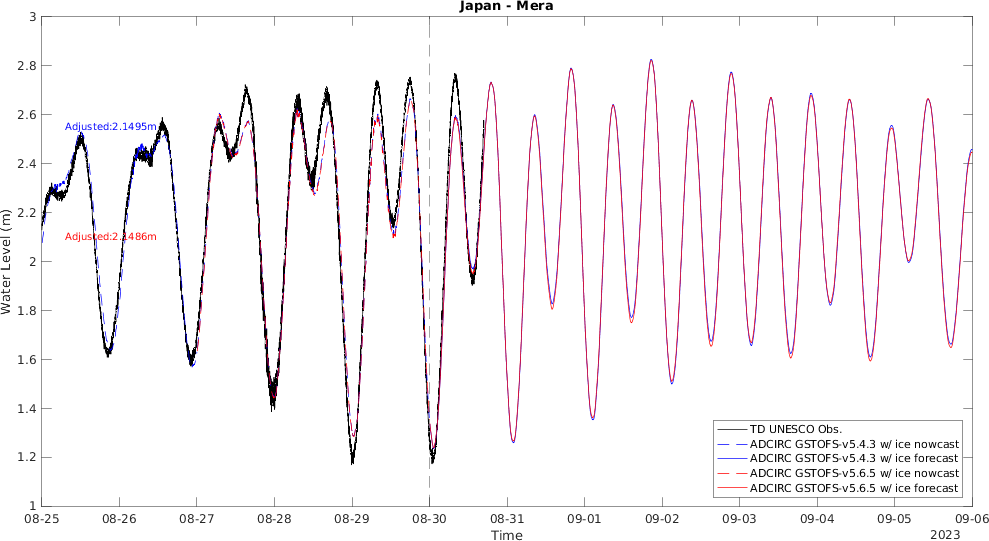 Japan - Mera
3
2.8
2.6
2.4
2.2
2
1.8
1.6
1.4
1.2
1
Water Level (m)
Adjusted:2.1495m
Adjusted:2.1486m
TD UNESCO Obs.
ADCIRC GSTOFS-v5.4.3 w/ ice nowcast
ADCIRC GSTOFS-v5.4.3 w/ ice forecast
ADCIRC GSTOFS-v5.6.5 w/ ice nowcast
ADCIRC GSTOFS-v5.6.5 w/ ice forecast
08-25 08-26 08-27 08-28 08-29 08-30 08-31 09-01 09-02 09-03 09-04 09-05 09-06
Time
2023